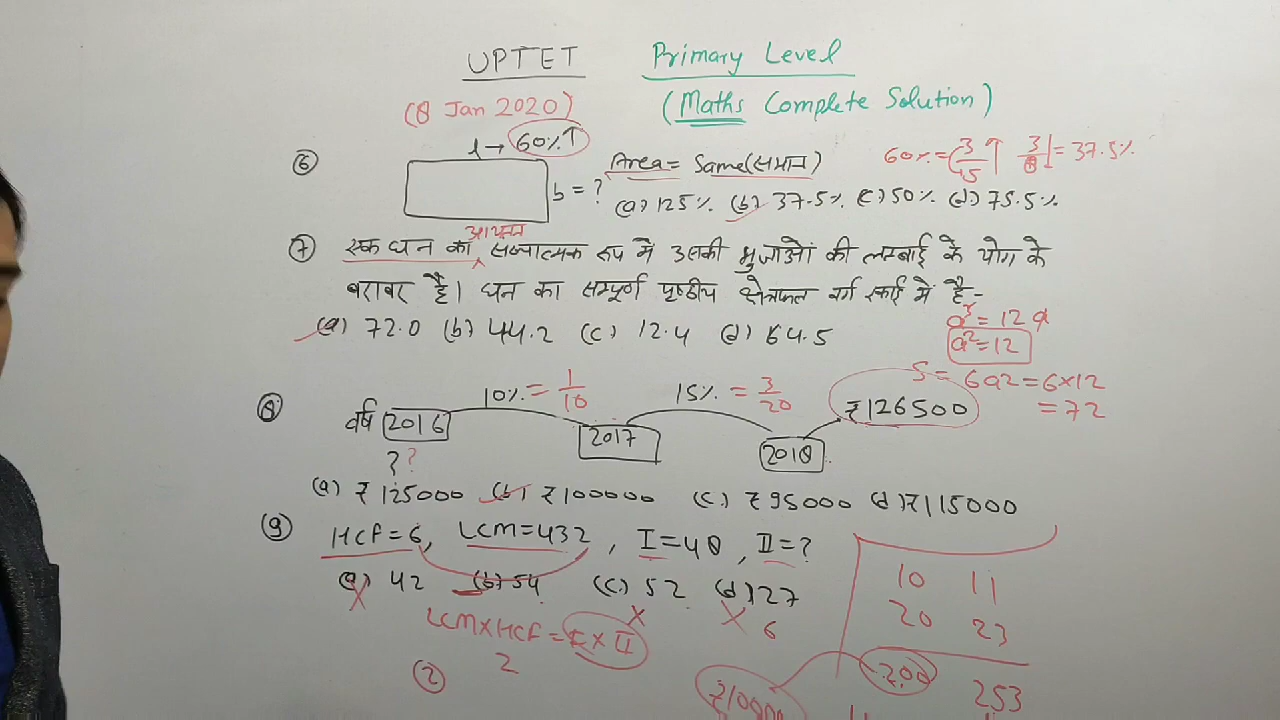 UPTET Primary Level
(8 Jan 2020) (Maths Complete Solution)
l → 60%↑
⑥ b = ? Area = Same (समान) 60% = 3/5↑ 3/8↓ = 37.5%
(a) 125% (b) 37.5% (c) 50% (d) 75.5%
आयतन
⑦ एक घन का संख्यात्मक रूप में उसकी भुजाओं की लम्बाई के योग के
बराबर है। घन का सम्पूर्ण पृष्ठीय क्षेत्रफल वर्ग इकाई में है-
(a) 72.0 (b) 44.2 (c) 12.4 (d) 64.5
a³ = 12a
a² = 12
S = 6a2 = 6×12
= 72
⑧ वर्ष 2016 10% = 1/10 2017 15% = 3/20 2018 ₹126500
? ?
(a) ₹125000 (b) ₹100000 (c) ₹95000 (d) ₹115000
⑨ HCF = 6, LCM = 432, I = 48, II = ?
(a) 42 (b) 54 (c) 52 (d) 127
LCM × HCF = I × II
2 6
②
10 11
20 23
200 253